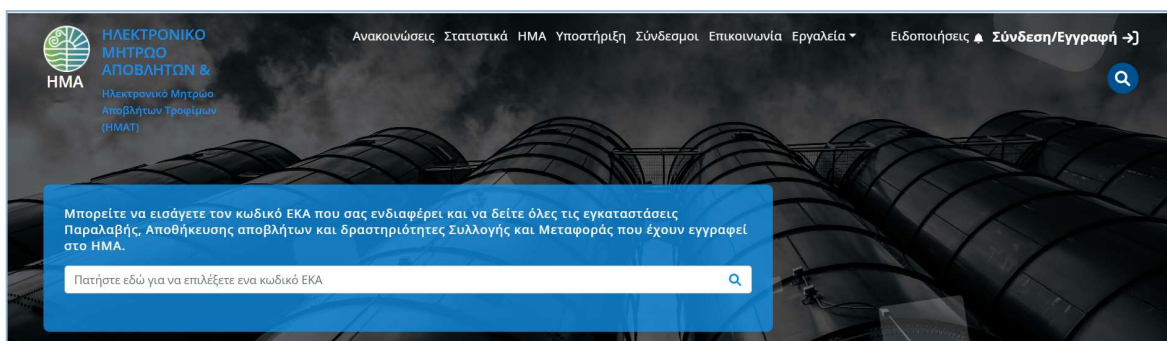 ΗΛΕΚΤΡΟΝΙΚΟ
ΜΗΤΡΩΟ
ΑΠΟΒΛΗΤΩΝ &
Ηλεκτρονικό Μητρώο
Αποβλήτων Τροφίμων
(ΗΜΑΤ)
ΗΜΑ
Ανακοινώσεις Στατιστικά ΗΜΑ Υποστήριξη Σύνδεσμοι Επικοινωνία Εργαλεία
Ειδοποιήσεις Σύνδεση/Εγγραφή
Μπορείτε να εισάγετε τον κωδικό ΕΚΑ που σας ενδιαφέρει και να δείτε όλες τις εγκαταστάσεις
Παραλαβής, Αποθήκευσης αποβλήτων και δραστηριότητες Συλλογής και Μεταφοράς που έχουν εγγραφεί
στο ΗΜΑ.
Πατήστε εδώ για να επιλέξετε ενα κωδικό ΕΚΑ